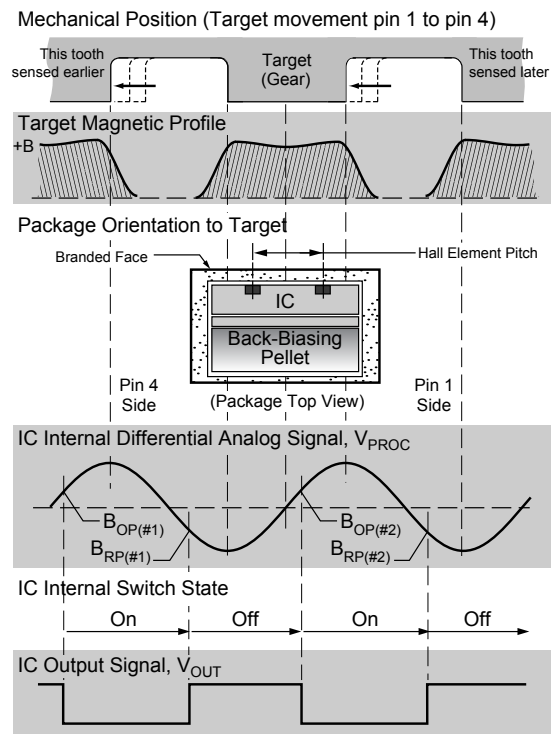 Mechanical Position (Target movement pin 1 to pin 4)
This tooth
sensed earlier
Target
(Gear)
This tooth
sensed later
Target Magnetic Profile
+B
Package Orientation to Target
Branded Face
Hall Element Pitch
IC
Back-Biasing
Pellet
Pin 4
Side
(Package Top View)
Pin 1
Side
IC Internal Differential Analog Signal, VPROC
BOP(#1)
BRP(#1)
BOP(#2)
BRP(#2)
IC Internal Switch State
On Off On Off
IC Output Signal, VOUT